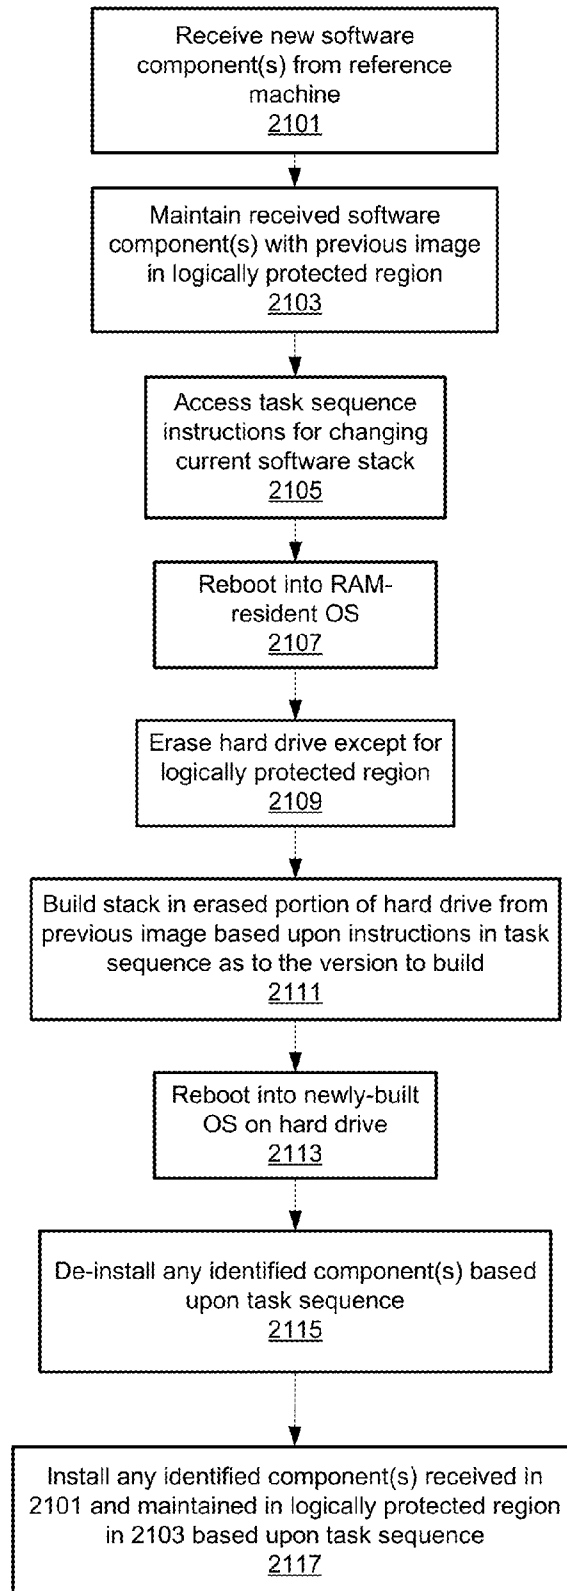 Receive new software
component(s) from reference
machine
2101
Maintain received software
component(s) with previous image
in logically protected region
2103
Access task sequence
instructions for changing
current software stack
2105
Reboot into RAM-
resident OS
2107
Erase hard drive except for
logically protected region
2109
Build stack in erased portion of hard drive from
previous image based upon instructions in task
sequence as to the version to build
2111
Reboot into newly-built
OS on hard drive
2113
De-install any identified component(s) based
upon task sequence
2115
Install any identified component(s) received in
2101 and maintained in logically protected region
in 2103 based upon task sequence
2117